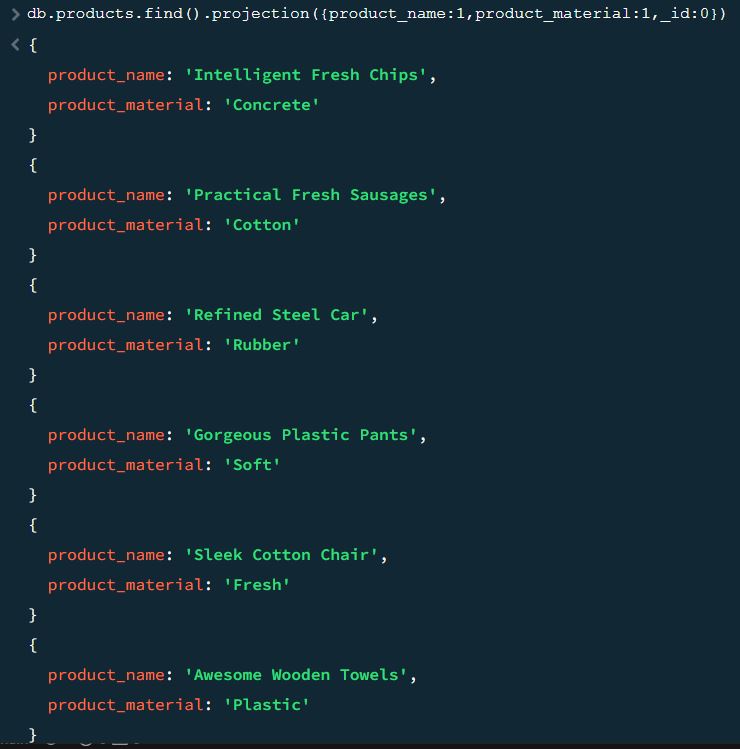 > db.products.find().projection({product_name:1,product_material:1,_id:0})
< {
product_name: 'Intelligent Fresh Chips',
product_material: 'Concrete'
}
{
product_name: 'Practical Fresh Sausages',
product_material: 'Cotton'
}
{
product_name: 'Refined Steel Car',
product_material: 'Rubber'
}
{
product_name: 'Gorgeous Plastic Pants',
product_material: 'Soft'
}
{
product_name: 'Sleek Cotton Chair',
product_material: 'Fresh'
}
{
product_name: 'Awesome Wooden Towels',
product_material: 'Plastic'
}